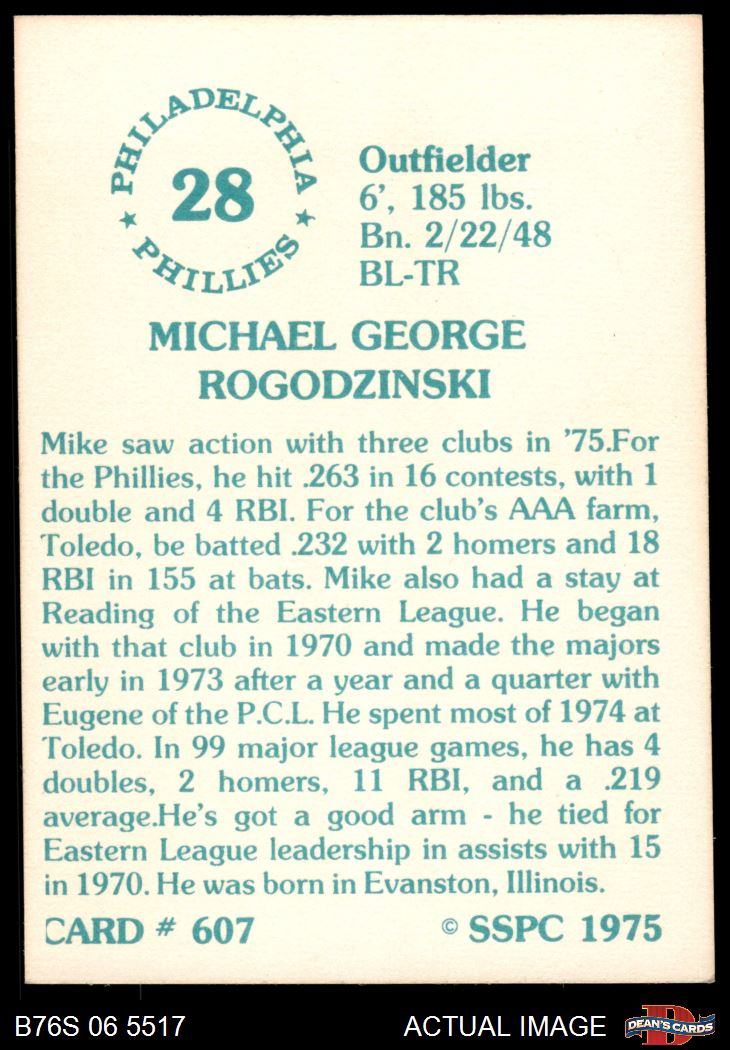 PHILADELPHIA
28
PHILLIES
Outfielder
6', 185 lbs.
Bn. 2/22/48
BL-TR
MICHAEL GEORGE
ROGODZINSKI
Mike saw action with three clubs in '75.For
the Phillies, he hit .263 in 16 contests, with 1
double and 4 RBI. For the club's AAA farm,
Toledo, be batted .232 with 2 homers and 18
RBI in 155 at bats. Mike also had a stay at
Reading of the Eastern League. He began
with that club in 1970 and made the majors
early in 1973 after a year and a quarter with
Eugene of the P.C.L. He spent most of 1974 at
Toledo. In 99 major league games, he has 4
doubles, 2 homers, 11 RBI, and a .219
average.He's got a good arm - he tied for
Eastern League leadership in assists with 15
in 1970. He was born in Evanston, Illinois.
CARD # 607 © SSPC 1975
B76S 06 5517 ACTUAL IMAGE D DEAN'S CARDS